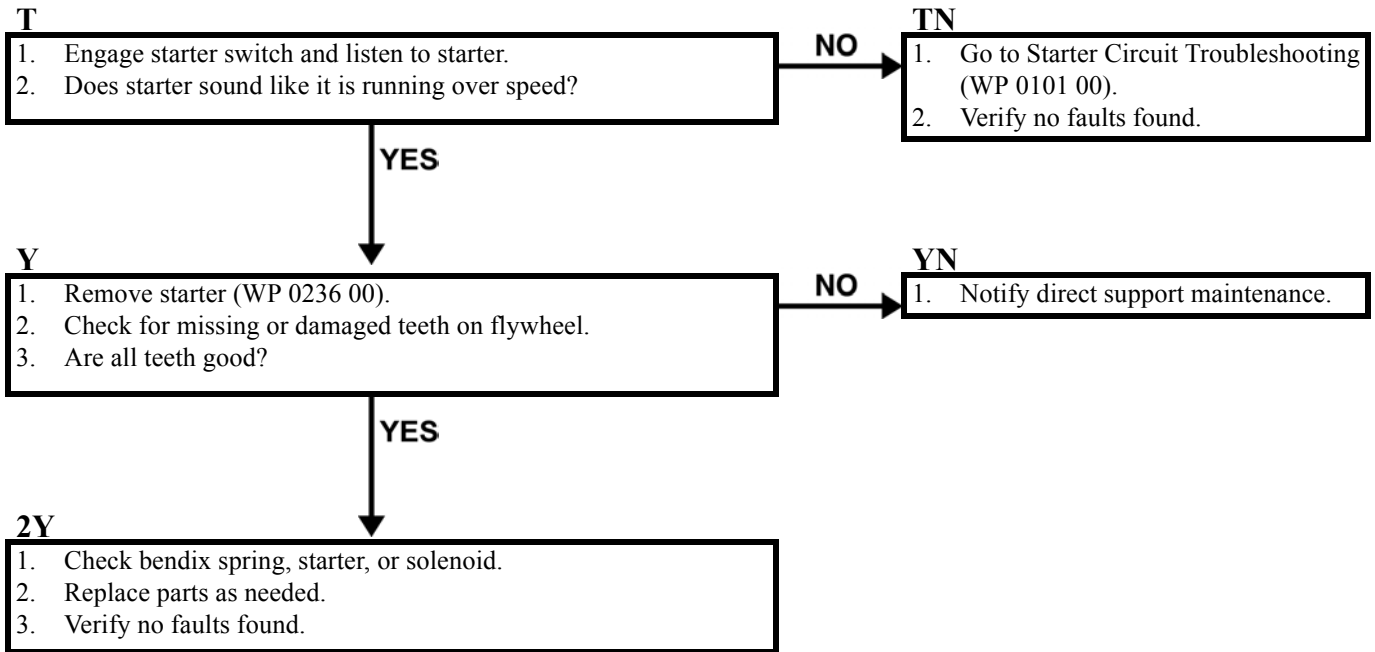 T
1. Engage starter switch and listen to starter.
2. Does starter sound like it is running over speed?
NO
TN
1. Go to Starter Circuit Troubleshooting
(WP 0101 00).
2. Verify no faults found.
YES
Y
1. Remove starter (WP 0236 00).
2. Check for missing or damaged teeth on flywheel.
3. Are all teeth good?
NO
YN
1. Notify direct support maintenance.
YES
2Y
1. Check bendix spring, starter, or solenoid.
2. Replace parts as needed.
3. Verify no faults found.